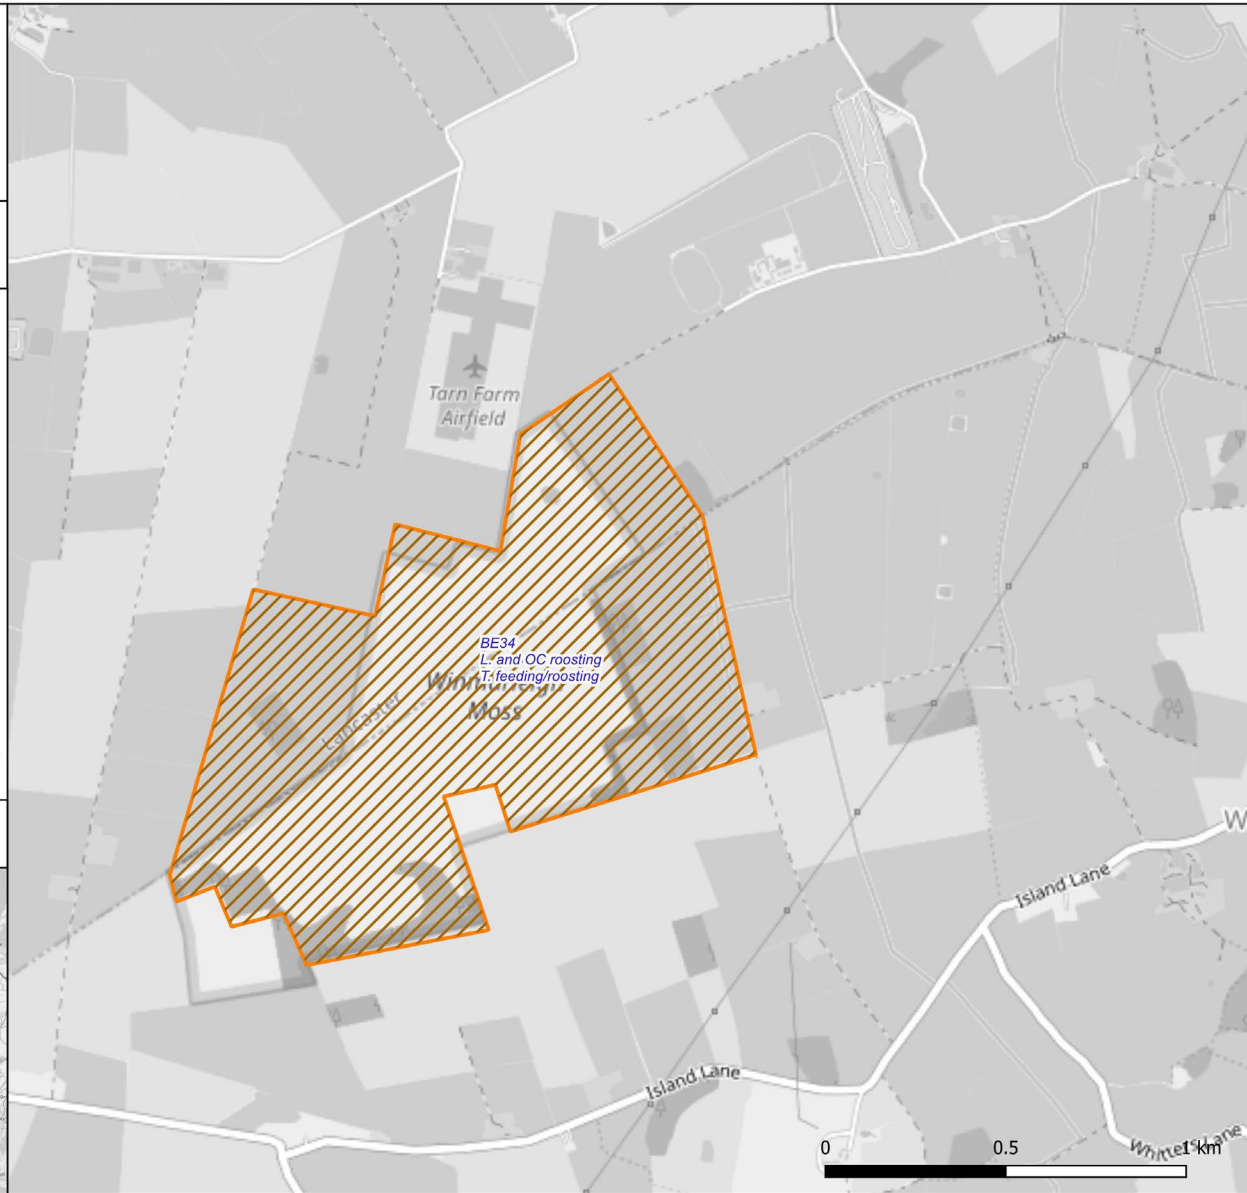 Tarn Farm
Airfield
BE34
L. and OC roosting
T. feeding/roosting
Winmarleigh
Moss
Lancaster
W
Island Lane
Island Lane
0 0.5 1 km